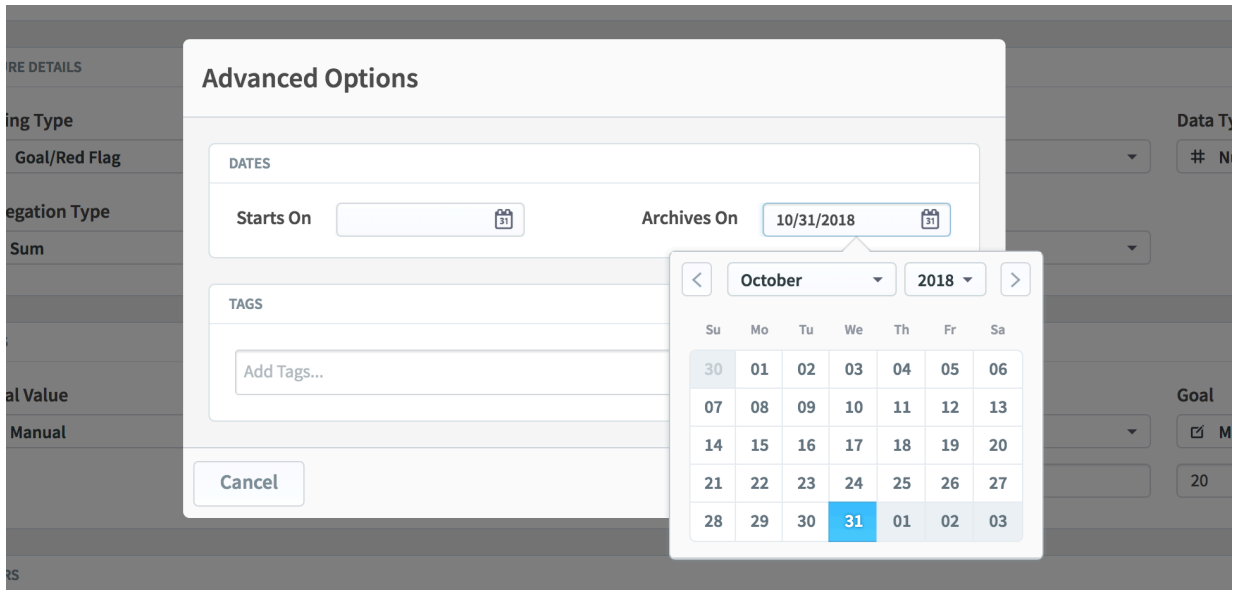 Advanced Options
RE DETAILS
ing Type
Data Ty
Goal/Red Flag
N
DATES
egation Type
Starts On
31
Archives On
10/31/2018
31
Sum
October
2018
TAGS
Su Mo Tu We Th Fr Sa
30 01 02 03 04 05 06
Add Tags...
al Value
Goal
07 08 09 10 11 12 13
Manual
M
14 15 16 17 18 19 20
Cancel
21 22 23 24 25 26 27
20
28 29 30 31 01 02 03
RS